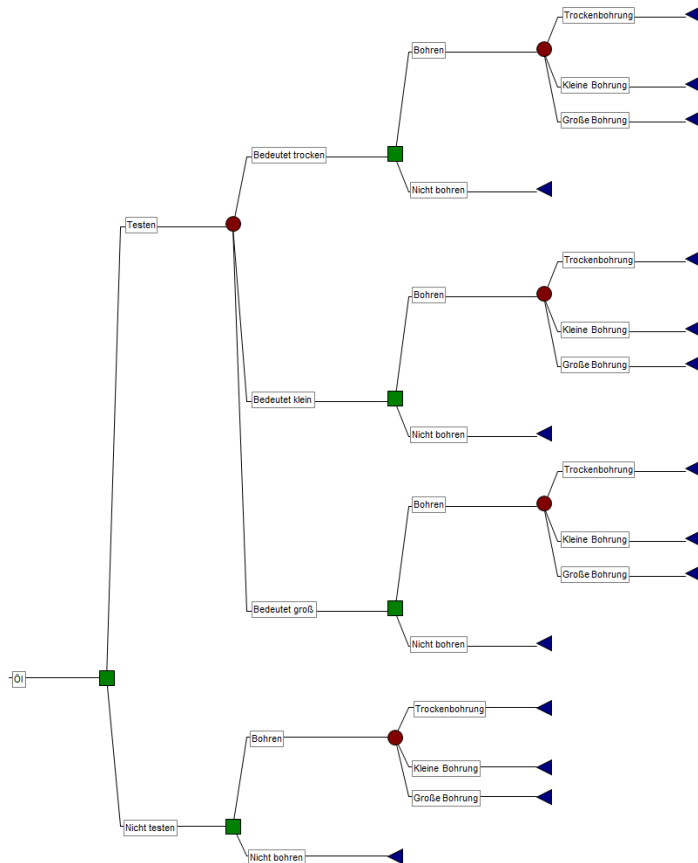 Trockenbohrung
Bohren
Kleine Bohrung
Große Bohrung
Bedeutet trocken
Nicht bohren
Testen
Trockenbohrung
Bohren
Kleine Bohrung
Große Bohrung
Bedeutet klein
Nicht bohren
Trockenbohrung
Bohren
Kleine Bohrung
Große Bohrung
Bedeutet groß
Nicht bohren
Öl
Trockenbohrung
Bohren
Kleine Bohrung
Große Bohrung
Nicht testen
Nicht bohren